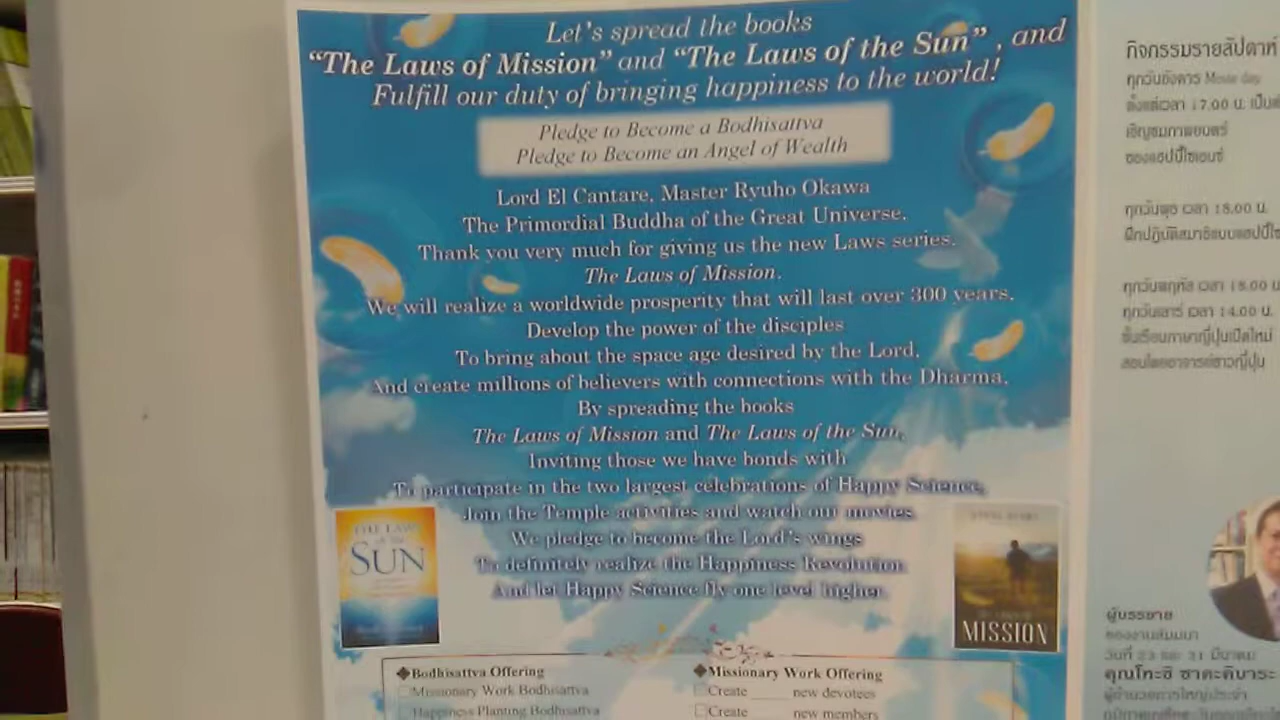 Let's spread the books
"The Laws of Mission" and "The Laws of the Sun" , and
Fulfill our duty of bringing happiness to the world!
Pledge to Become a Bodhisattva
Pledge to Become an Angel of Wealth
Lord El Cantare, Master Ryuho Okawa
The Primordial Buddha of the Great Universe,
Thank you very much for giving us the new Laws series,
The Laws of Mission.
We will realize a worldwide prosperity that will last over 300 years,
Develop the power of the disciples
To bring about the space age desired by the Lord,
And create millions of believers with connections with the Dharma,
By spreading the books
The Laws of Mission and The Laws of the Sun,
Inviting those we have bonds with
To participate in the two largest celebrations of Happy Science,
Join the Temple activities and watch our movies.
We pledge to become the Lord's wings
To definitely realize the Happiness Revolution
And let Happy Science fly one level higher.
THE LAWS
of the
SUN
MISSION
◆Bodhisattva Offering
□Missionary Work Bodhisattva
□Happiness Planting Bodhisattva
◆Missionary Work Offering
□Create ____ new devotees
□Create ____ new members
กิจกรรมรายสัปดาห์
ทุกวันอังคาร Movie day
ตั้งแต่เวลา 17.00 น.
เชิญชมภาพยนตร์
ของแฮปปี้ไซเอนซ์
ทุกวันพุธ เวลา 18.00 น.
ฝึกปฏิบัติสมาธิแบบแฮปปี้
ทุกวันพฤหัส เวลา 18.00
ทุกวันเสาร์ เวลา 14.00 น.
ชั้นเรียนภาษาญี่ปุ่นเปิดใหม่
สอนโดยอาจารย์ชาวญี่ปุ่น
ผู้บรรยาย
ของงานสัมมนา
วันที่ 23 และ 31 มีนาคม
คุณโทะชิ